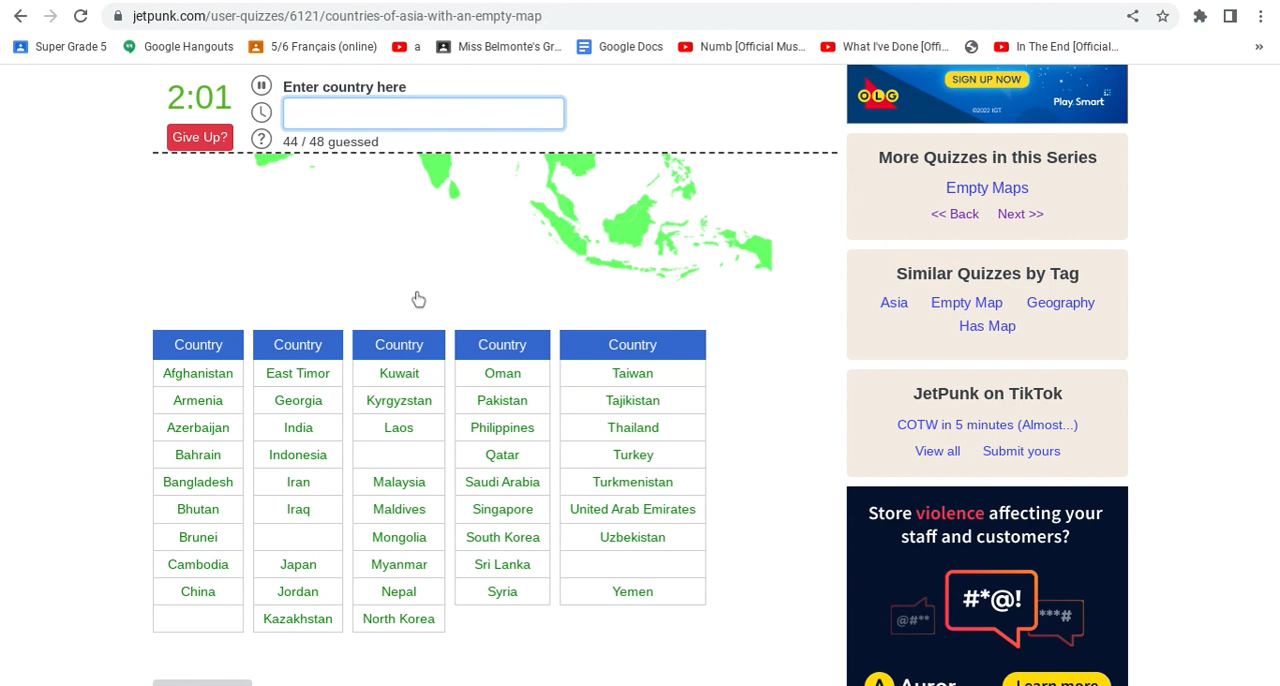 jetpunk.com/user-quizzes/6121/countries-of-asia-with-an-empty-map
Super Grade 5 Google Hangouts 5/6 Français (online) a Miss Belmonte's Gr... Google Docs Numb [Official Mus... What I've Done [Offi... In The End [Official... »
2:01
Give Up?
Enter country here
?
44 / 48 guessed
SIGN UP NOW
OLG
Play Smart
©2022 IGT.
More Quizzes in this Series
Empty Maps
<< Back Next >>
Similar Quizzes by Tag
Asia Empty Map Geography
Has Map
JetPunk on TikTok
COTW in 5 minutes (Almost...)
View all Submit yours
Country Country Country Country Country
Afghanistan East Timor Kuwait Oman Taiwan
Armenia Georgia Kyrgyzstan Pakistan Tajikistan
Azerbaijan India Laos Philippines Thailand
Bahrain Indonesia Qatar Turkey
Bangladesh Iran Malaysia Saudi Arabia Turkmenistan
Bhutan Iraq Maldives Singapore United Arab Emirates
Brunei Mongolia South Korea Uzbekistan
Cambodia Japan Myanmar Sri Lanka
China Jordan Nepal Syria Yemen
Kazakhstan North Korea
Store violence affecting your
staff and customers?
#*@!
@#** ***#
A Auror
Learn more